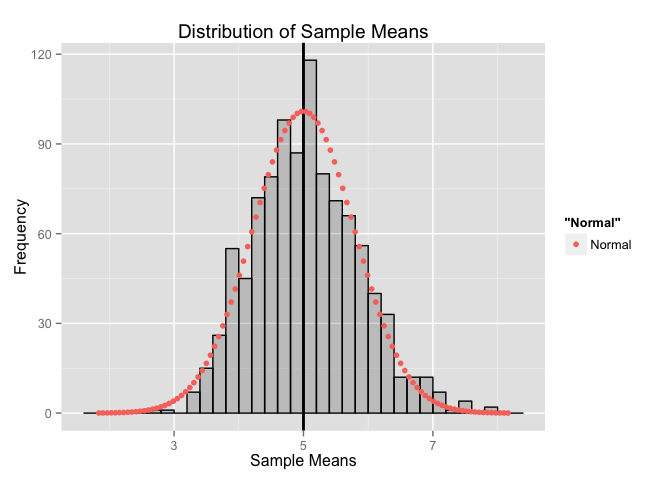 Distribution of Sample Means
120
90
60
30
0
Frequency
3 5 7
Sample Means
"Normal"
Normal